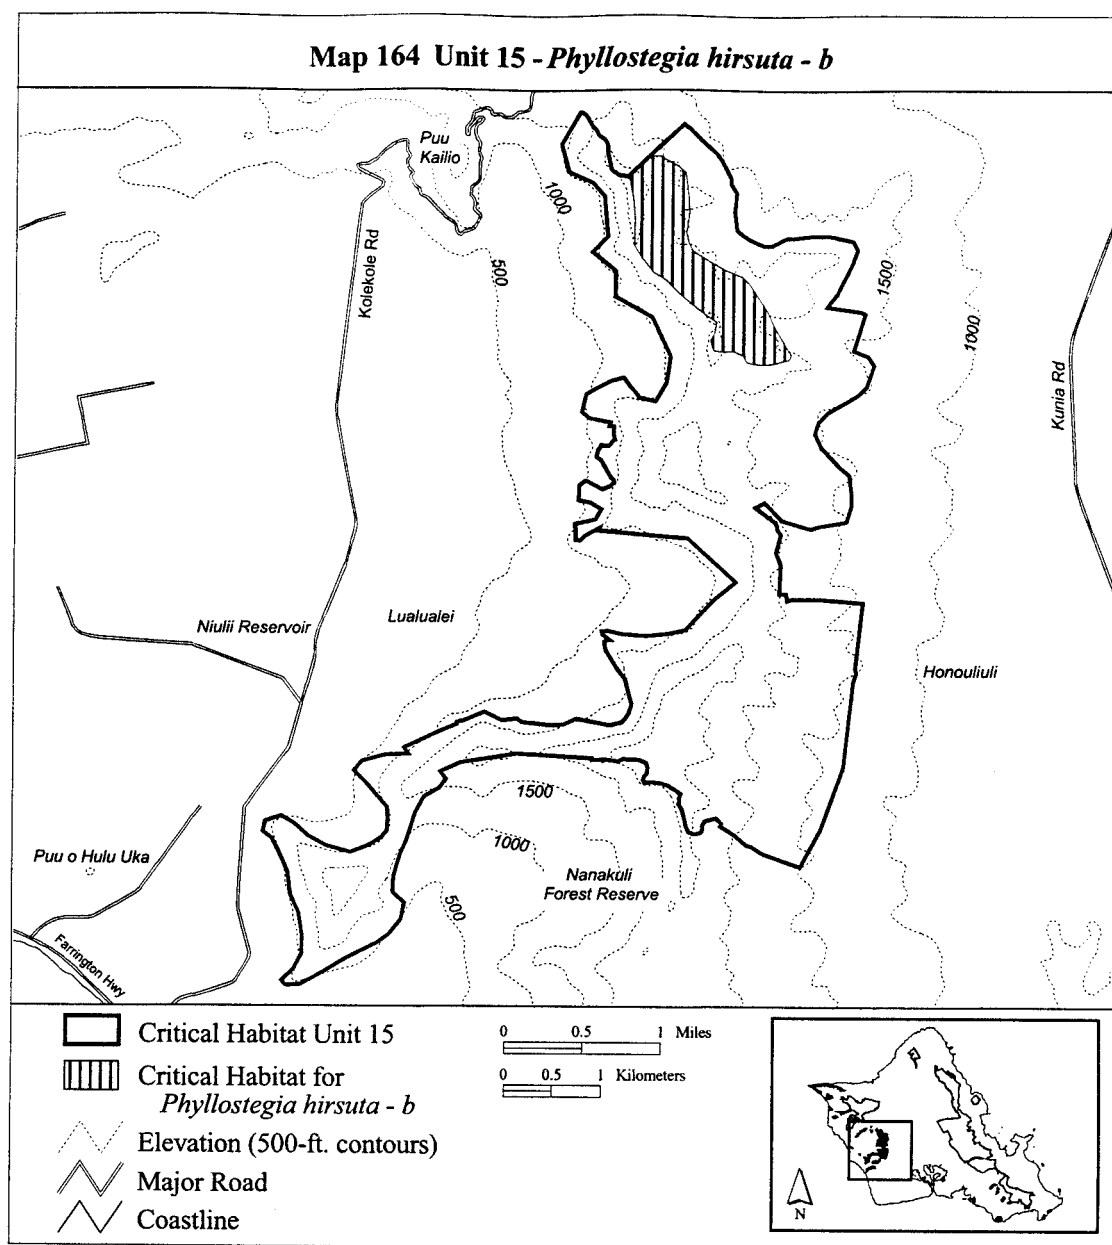 Map 164 Unit 15 - Phyllostegia hirsuta - b
Puu
Kailio
1000
500
Kolekole Rd
1500
1000
Kunia Rd
Niulii Reservoir
Lualualei
Honouliuli
1500
1000
500
Puu o Hulu Uka
Nanakuli
Forest Reserve
Farrington Hwy
Critical Habitat Unit 15
Critical Habitat for
Phyllostegia hirsuta - b
Elevation (500-ft. contours)
Major Road
Coastline
0 0.5 1 Miles
0 0.5 1 Kilometers
N